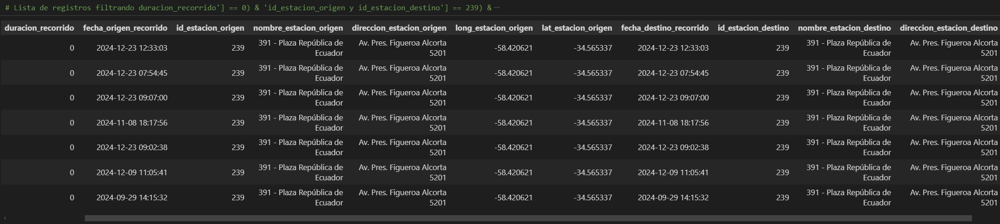 # Lista de registros filtrando duracion_recorrido'] == 0) & 'id_estacion_origen y id_estacion_destino'] == 239) & ···
duracion_recorrido fecha_origen_recorrido id_estacion_origen nombre_estacion_origen direccion_estacion_origen long_estacion_origen lat_estacion_origen fecha_destino_recorrido id_estacion_destino nombre_estacion_destino direccion_estacion_destino
0 2024-12-23 12:33:03 239 391 - Plaza República de Ecuador Av. Pres. Figueroa Alcorta 5201 -58.420621 -34.565337 2024-12-23 12:33:03 239 391 - Plaza República de Ecuador Av. Pres. Figueroa Alcorta 5201
0 2024-12-23 07:54:45 239 391 - Plaza República de Ecuador Av. Pres. Figueroa Alcorta 5201 -58.420621 -34.565337 2024-12-23 07:54:45 239 391 - Plaza República de Ecuador Av. Pres. Figueroa Alcorta 5201
0 2024-12-23 09:07:00 239 391 - Plaza República de Ecuador Av. Pres. Figueroa Alcorta 5201 -58.420621 -34.565337 2024-12-23 09:07:00 239 391 - Plaza República de Ecuador Av. Pres. Figueroa Alcorta 5201
0 2024-11-08 18:17:56 239 391 - Plaza República de Ecuador Av. Pres. Figueroa Alcorta 5201 -58.420621 -34.565337 2024-11-08 18:17:56 239 391 - Plaza República de Ecuador Av. Pres. Figueroa Alcorta 5201
0 2024-12-23 09:02:38 239 391 - Plaza República de Ecuador Av. Pres. Figueroa Alcorta 5201 -58.420621 -34.565337 2024-12-23 09:02:38 239 391 - Plaza República de Ecuador Av. Pres. Figueroa Alcorta 5201
0 2024-12-09 11:05:41 239 391 - Plaza República de Ecuador Av. Pres. Figueroa Alcorta 5201 -58.420621 -34.565337 2024-12-09 11:05:41 239 391 - Plaza República de Ecuador Av. Pres. Figueroa Alcorta 5201
0 2024-09-29 14:15:32 239 391 - Plaza República de Ecuador Av. Pres. Figueroa Alcorta 5201 -58.420621 -34.565337 2024-09-29 14:15:32 239 391 - Plaza República de Ecuador Av. Pres. Figueroa Alcorta 5201